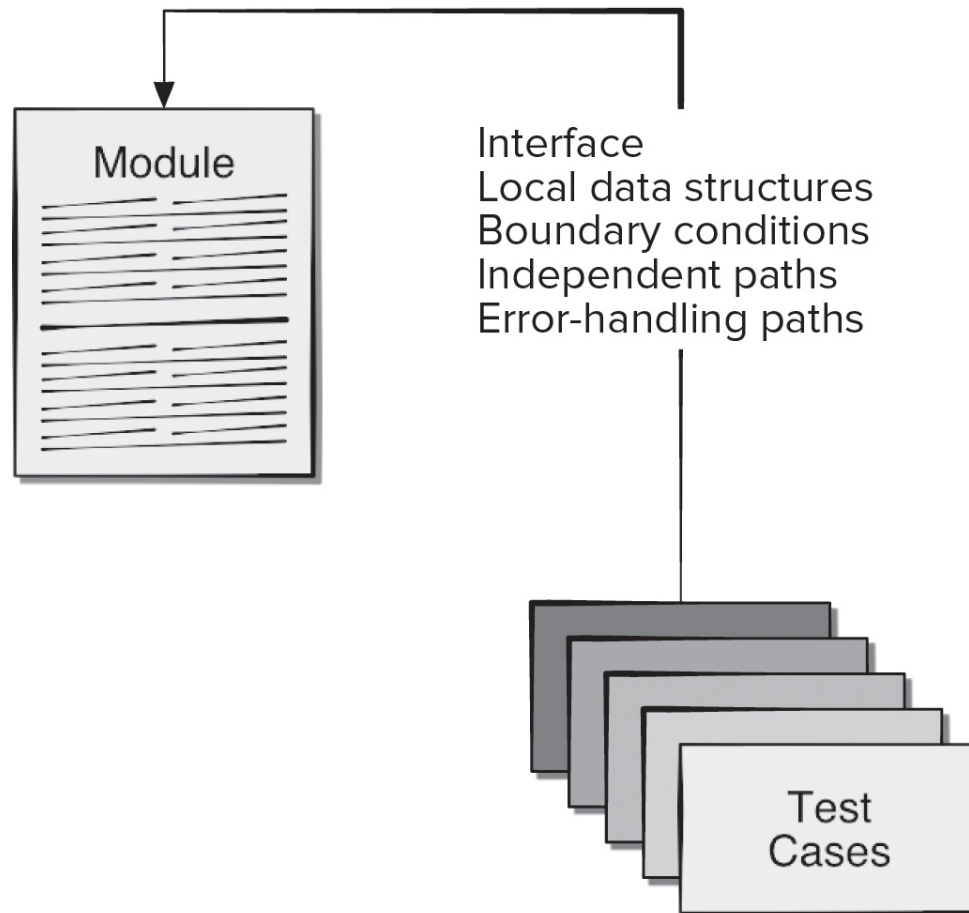 Module
Interface
Local data structures
Boundary conditions
Independent paths
Error-handling paths
Test
Cases